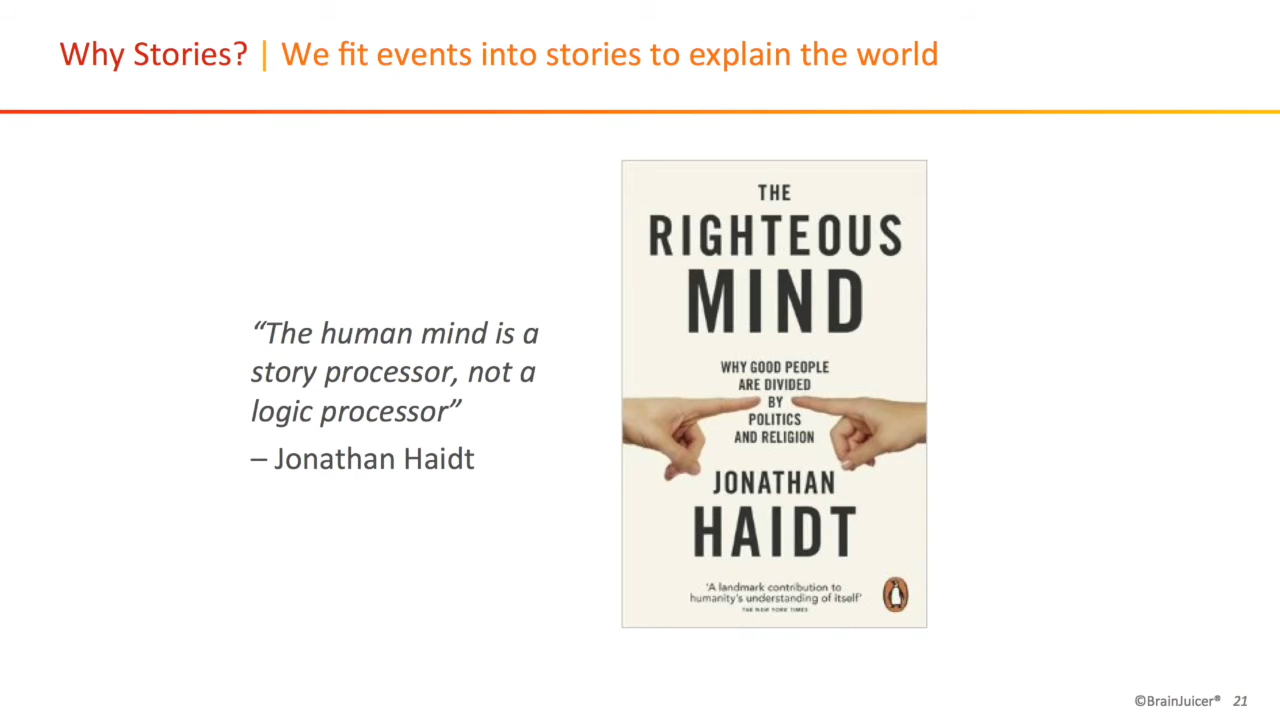 Why Stories? | We fit events into stories to explain the world
“The human mind is a
story processor, not a
logic processor”
– Jonathan Haidt
THE
RIGHTEOUS
MIND
WHY GOOD PEOPLE
ARE DIVIDED
BY
POLITICS
AND RELIGION
JONATHAN
HAIDT
'A landmark contribution to
humanity's understanding of itself'
THE NEW YORK TIMES
©BrainJuicer® 21